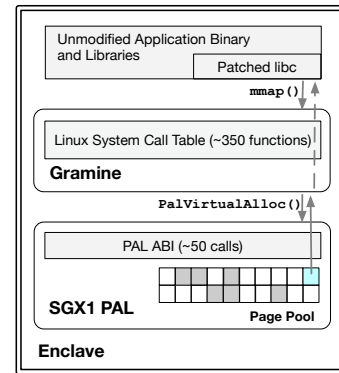 Unmodified Application Binary
and Libraries
Patched libc
mmap()
Linux System Call Table (~350 functions)
Gramine
PalVirtualAlloc()
PAL ABI (~50 calls)
SGX1 PAL
Page Pool
Enclave